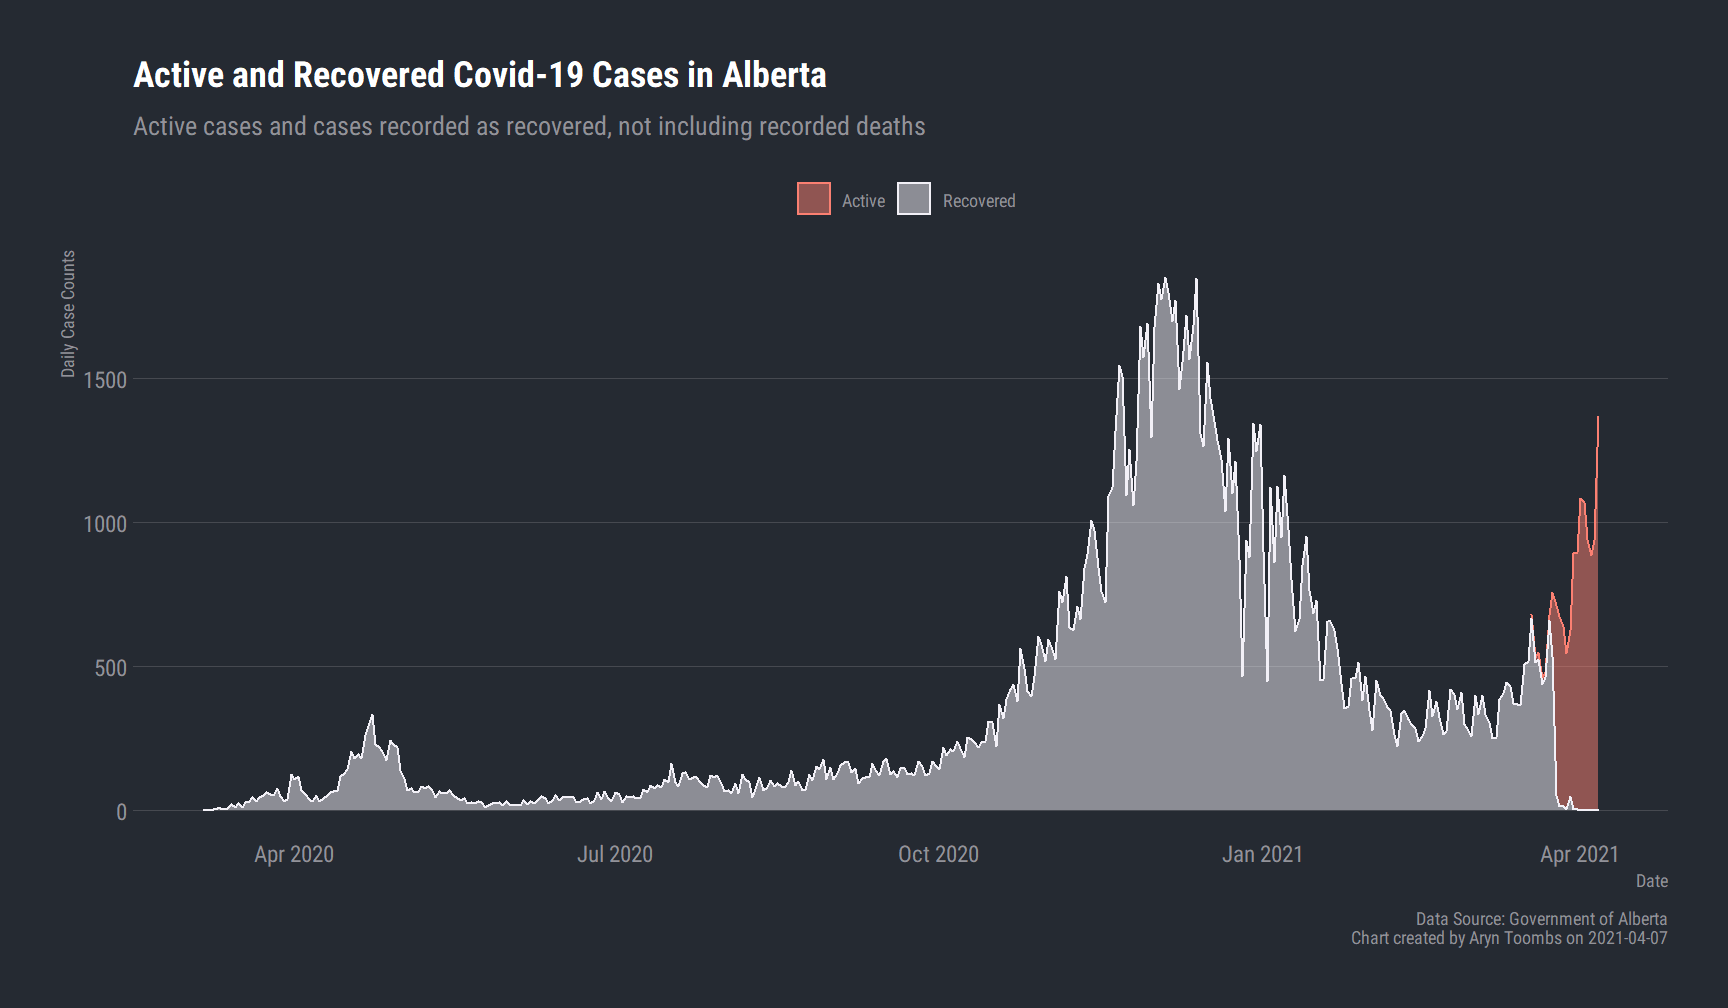 Active and Recovered Covid-19 Cases in Alberta
Active cases and cases recorded as recovered, not including recorded deaths
Active
Recovered
Daily Case Counts
1500
1000
500
0
Apr 2020
Jul 2020
Oct 2020
Jan 2021
Apr 2021
Date
Data Source: Government of Alberta
Chart created by Aryn Toombs on 2021-04-07